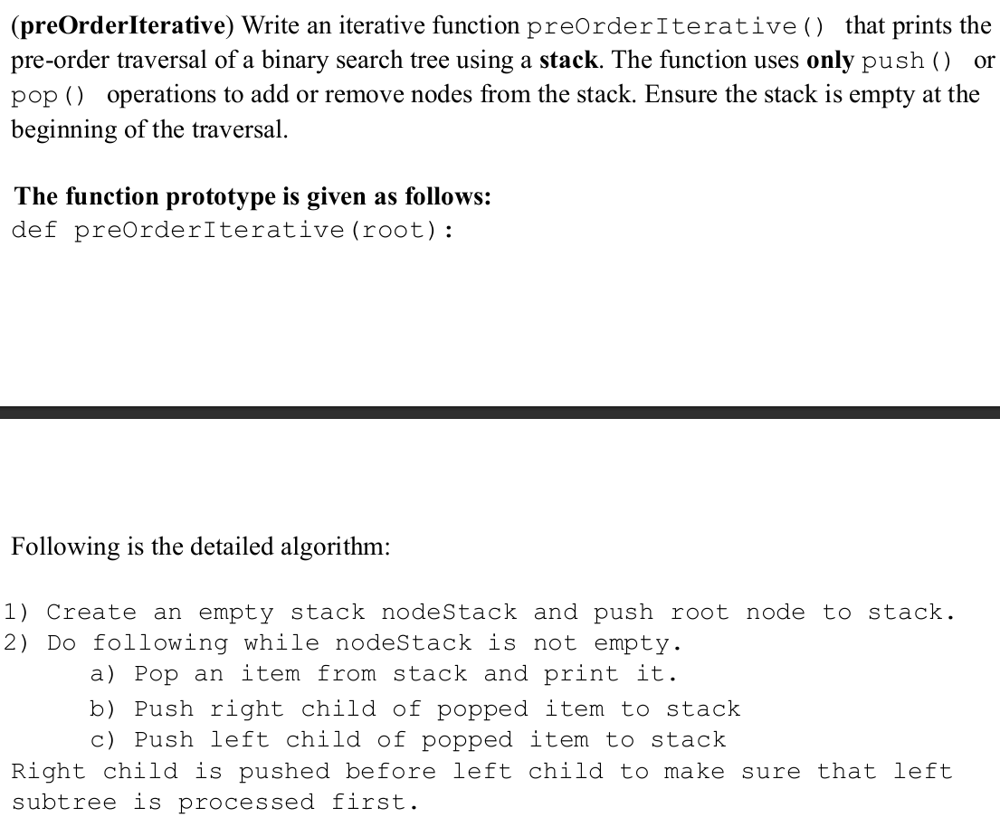 (preOrderIterative) Write an iterative function preOrderIterative() that prints the
pre-order traversal of a binary search tree using a stack. The function uses only push() or
pop() operations to add or remove nodes from the stack. Ensure the stack is empty at the
beginning of the traversal.
The function prototype is given as follows:
def preOrderIterative(root):
Following is the detailed algorithm:
1) Create an empty stack nodeStack and push root node to stack.
2) Do following while nodeStack is not empty.
a) Pop an item from stack and print it.
b) Push right child of popped item to stack
c) Push left child of popped item to stack
Right child is pushed before left child to make sure that left
subtree is processed first.